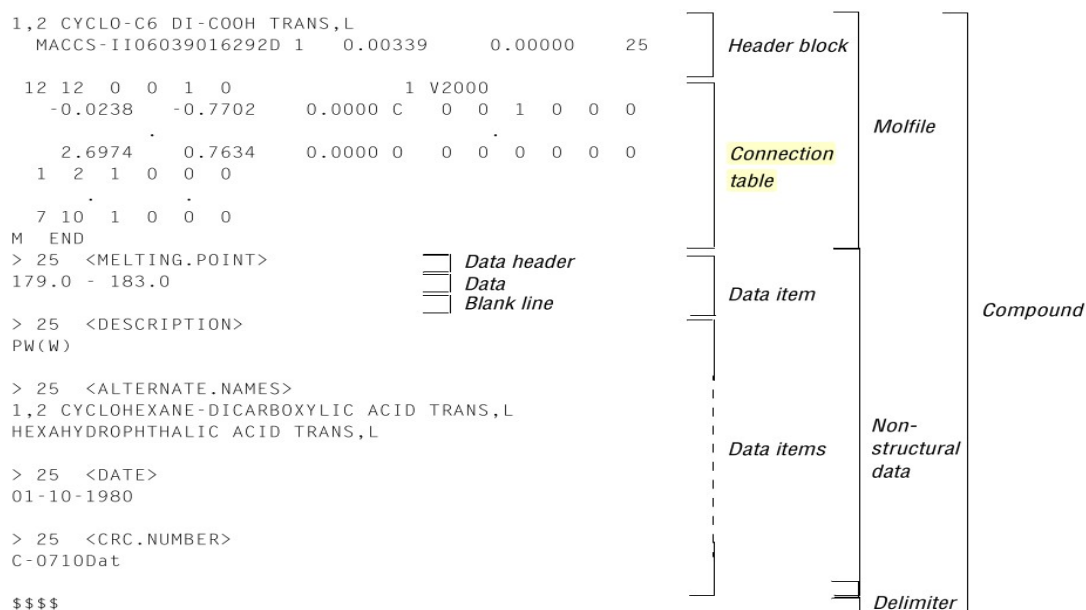 1,2 CYCLO-C6 DI-COOH TRANS,L
MACCS-II06039016292D 1 0.00339 0.00000 25
Header block
12 12 0 0 1 0 1 V2000
-0.0238 -0.7702 0.0000 C 0 0 1 0 0 0
. .
Molfile
2.6974 0.7634 0.0000 O 0 0 0 0 0 0
Connection
table
1 2 1 0 0 0
. .
7 10 1 0 0 0
M END
> 25 <MELTING.POINT>
Data header
179.0 - 183.0
Data
Blank line
Data item
Compound
> 25 <DESCRIPTION>
PW(W)
> 25 <ALTERNATE.NAMES>
1,2 CYCLOHEXANE-DICARBOXYLIC ACID TRANS,L
HEXAHYDROPHTHALIC ACID TRANS,L
Data items
Non-
structural
data
> 25 <DATE>
01-10-1980
> 25 <CRC.NUMBER>
C-0710Dat
$$$$
Delimiter